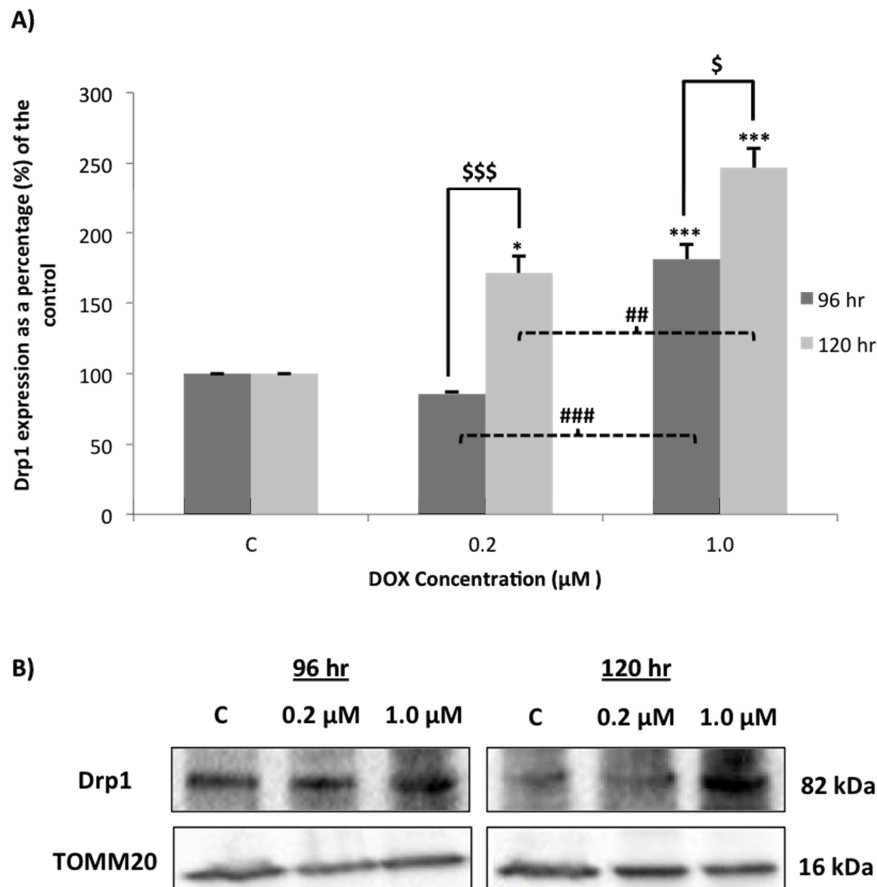 A)
Drp1 expression as a percentage (%) of the
control
300
250
200
150
100
50
0
$$$
$
*
***
***
##
###
96 hr
120 hr
C 0.2 1.0
DOX Concentration (µM )
B)
96 hr 120 hr
C 0.2 µM 1.0 µM C 0.2 µM 1.0 µM
Drp1 82 kDa
TOMM20 16 kDa